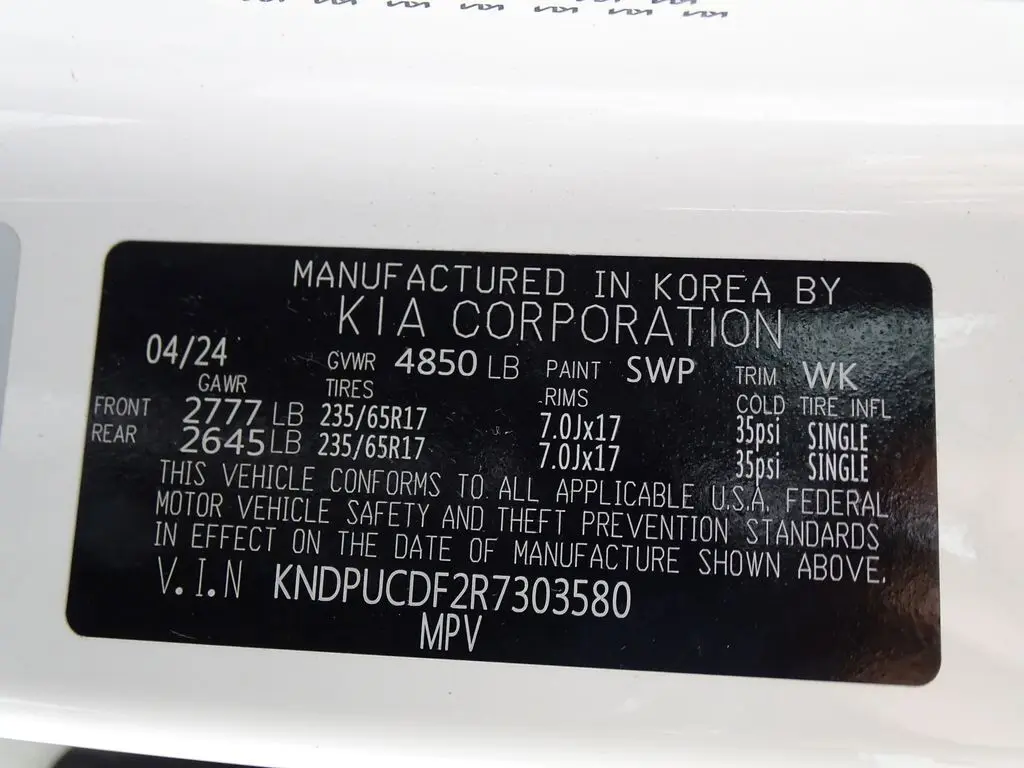 MANUFACTURED IN KOREA BY
KIA CORPORATION
04/24 GVWR 4850 LB PAINT SWP TRIM WK
GAWR TIRES RIMS COLD TIRE INFL
FRONT 2777 LB 235/65R17 7.0Jx17 35psi SINGLE
REAR 2645 LB 235/65R17 7.0Jx17 35psi SINGLE
THIS VEHICLE CONFORMS TO ALL APPLICABLE U.S.A. FEDERAL
MOTOR VEHICLE SAFETY AND THEFT PREVENTION STANDARDS
IN EFFECT ON THE DATE OF MANUFACTURE SHOWN ABOVE.
V.I.N KNDPUCDF2R7303580
MPV